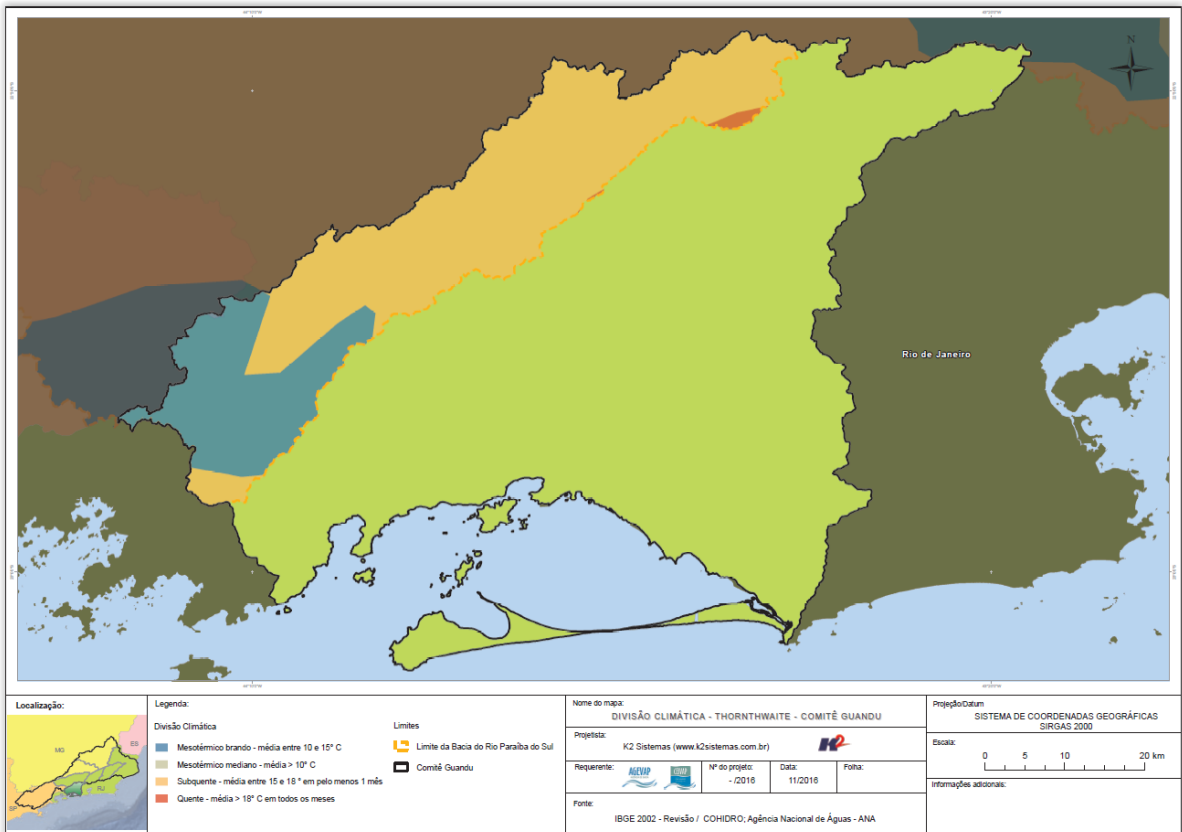 N
Rio de Janeiro
Localização:
MG
ES
RJ
SP
Legenda:
Divisão Climática
Mesotérmico brando - média entre 10 e 15° C
Mesotérmico mediano - média > 10° C
Subquente - média entre 15 e 18 ° em pelo menos 1 mês
Quente - média > 18° C em todos os meses
Limites
Limite da Bacia do Rio Paraíba do Sul
Comitê Guandu
Nome do mapa:
DIVISÃO CLIMÁTICA - THORNTHWAITE - COMITÊ GUANDU
Projetista:
K2 Sistemas (www.k2sistemas.com.br)
K2
Requerente:
AGEVAP
Nº do projeto:
- /2016
Data:
11/2016
Folha:
Fonte:
IBGE 2002 - Revisão / COHIDRO; Agência Nacional de Águas - ANA
Projeção/Datum
SISTEMA DE COORDENADAS GEOGRÁFICAS
SIRGAS 2000
Escala:
0 5 10 20 km
Informações adicionais: